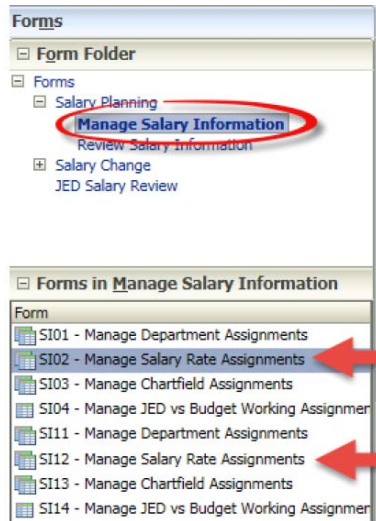 Forms
Form Folder
Forms
Salary Planning
Manage Salary Information
Review Salary Information
Salary Change
JED Salary Review
Forms in Manage Salary Information
Form
SI01 - Manage Department Assignments
SI02 - Manage Salary Rate Assignments
SI03 - Manage Chartfield Assignments
SI04 - Manage JED vs Budget Working Assignmen
SI11 - Manage Department Assignments
SI12 - Manage Salary Rate Assignments
SI13 - Manage Chartfield Assignments
SI14 - Manage JED vs Budget Working Assignmen